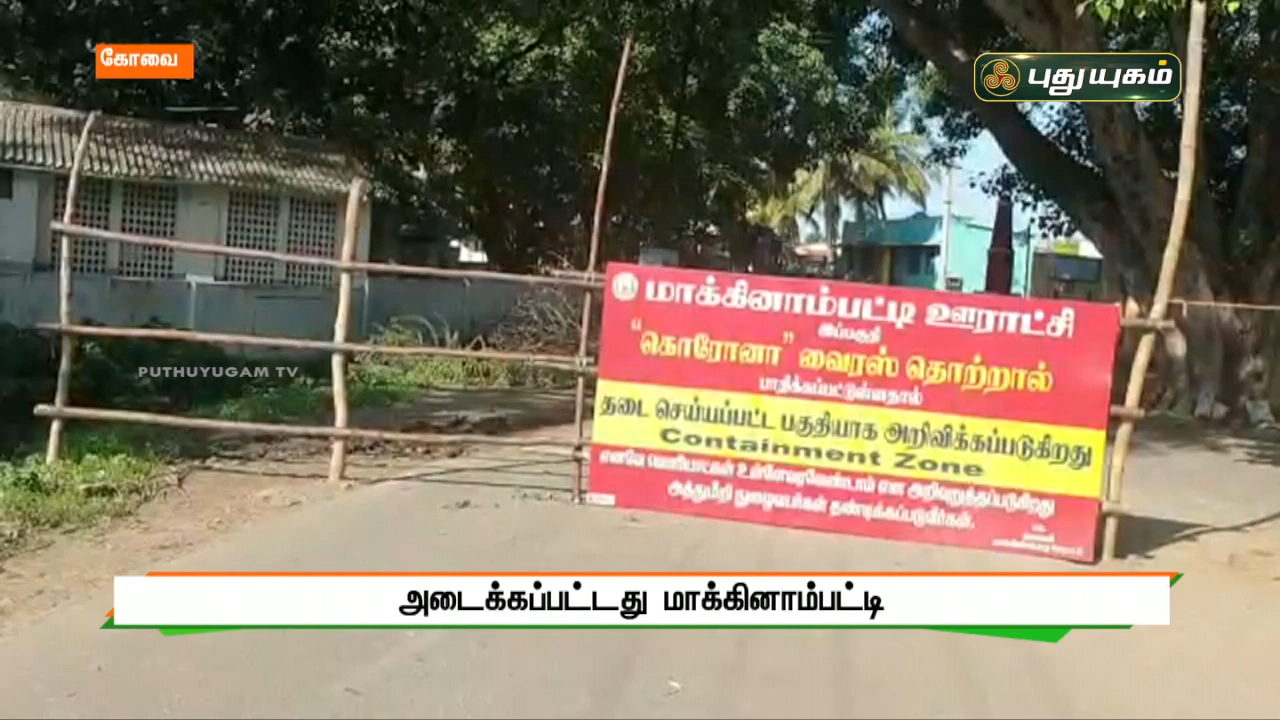 கோவை
புதுயுகம்
மாக்கினாம்பட்டி ஊராட்சி
இப்பகுதி
"கொரோனா" வைரஸ் தொற்றால்
பாதிக்கப்பட்டுள்ளதால்
தடை செய்யப்பட்ட பகுதியாக அறிவிக்கப்படுகிறது
Containment Zone
எனவே வெளியாட்கள் உள்ளேவரவேண்டாம் என அறிவுறுத்தப்படுகிறது
அத்துமீறி நுழைபவர்கள் தண்டிக்கப்படுவீர்கள்.
PUTHUYUGAM TV
அடைக்கப்பட்டது மாக்கினாம்பட்டி